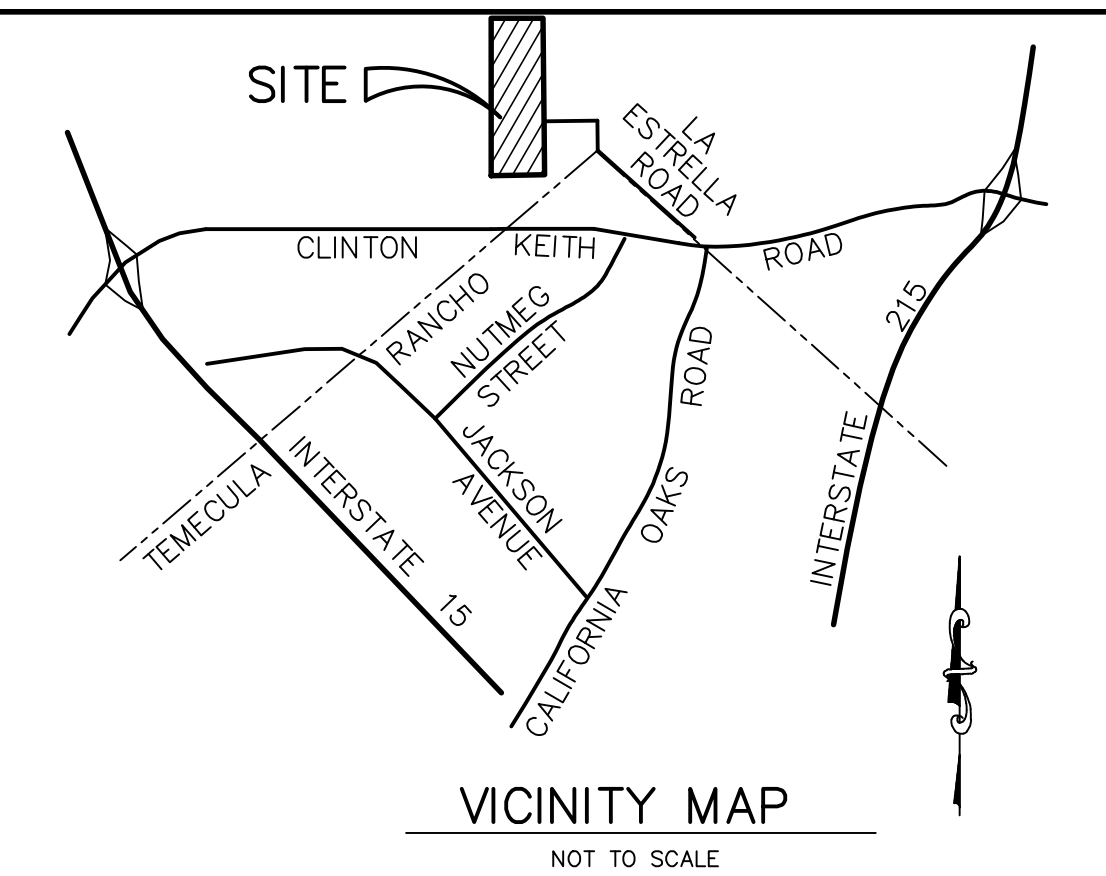 SITE
LA
ESTRELLA
ROAD
CLINTON KEITH ROAD
TEMECULA RANCHO
NUTMEG
STREET
JACKSON
AVENUE
CALIFORNIA OAKS ROAD
INTERSTATE 15
INTERSTATE 215
VICINITY MAP
NOT TO SCALE